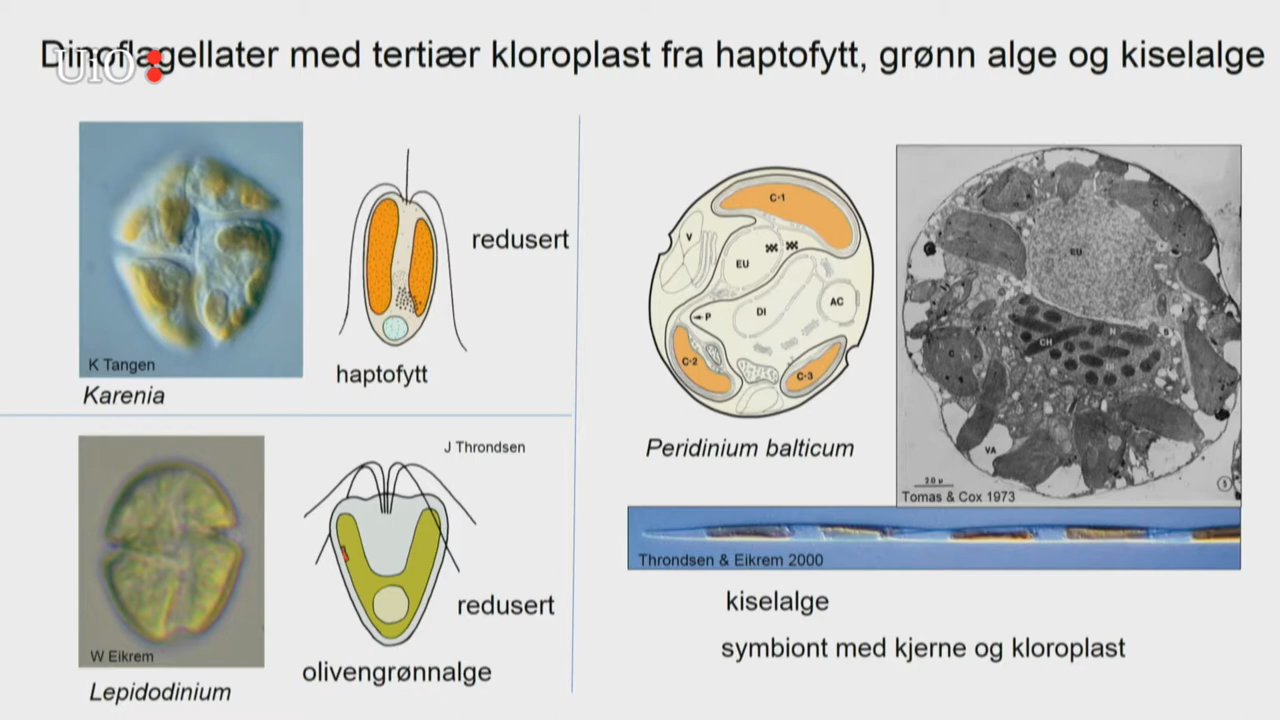 Dinoflagellater med tertiær kloroplast fra haptofytt, grønn alge og kiselalge
UiO
K Tangen
Karenia
redusert
haptofytt
J Throndsen
W Eikrem
Lepidodinium
redusert
olivengrønnalge
C-1
V
EU
DI
AC
P
C-2
C-3
Peridinium balticum
C
EU
N
CH
C
VA
5
Tomas & Cox 1973
Throndsen & Eikrem 2000
kiselalge
symbiont med kjerne og kloroplast